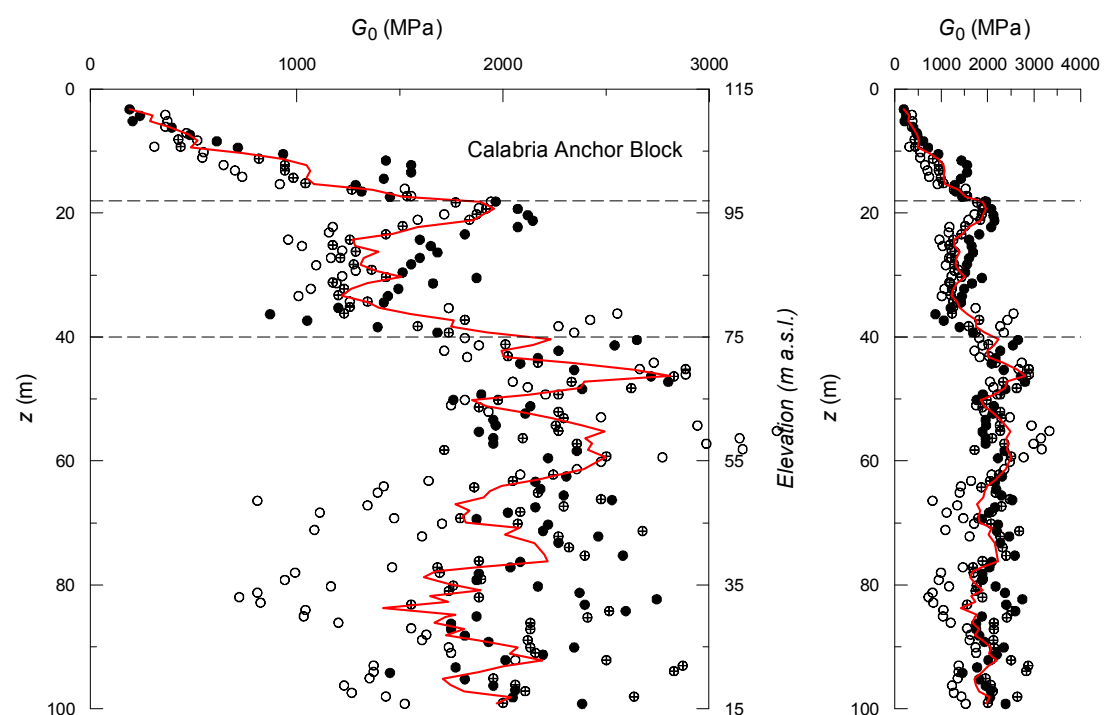 G0 (MPa)
0 1000 2000 3000
0 20 40 60 80 100
z (m)
115 95 75 55 35 15
Elevation (m a.s.l.)
Calabria Anchor Block
G0 (MPa)
0 1000 2000 3000 4000
0 20 40 60 80 100
z (m)